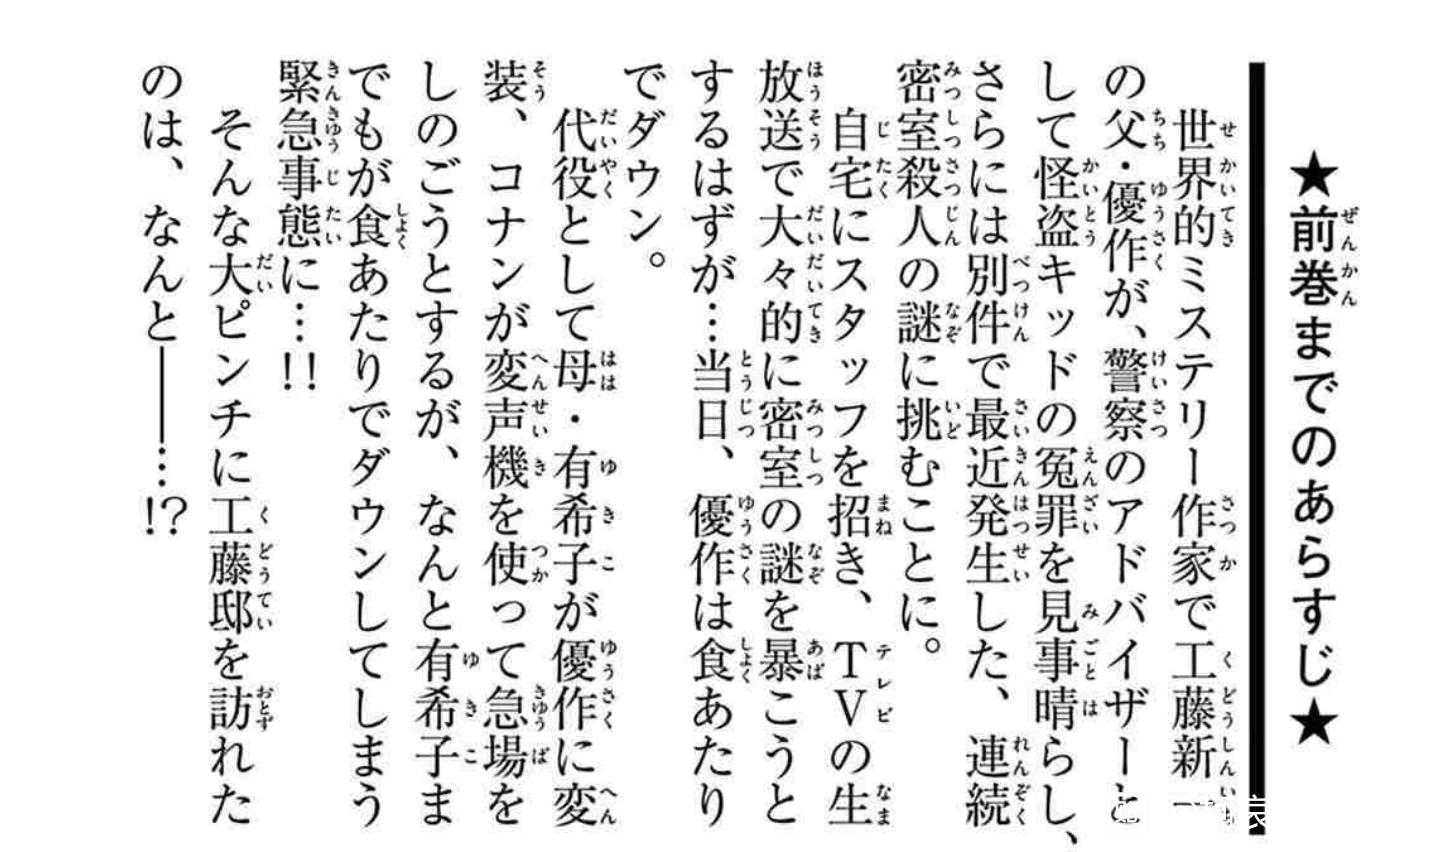 ★前巻までのあらすじ★
世界的ミステリー作家で工藤新一
の父・優作が、警察のアドバイザーと
して怪盗キッドの冤罪を見事晴らし、
さらには別件で最近発生した、連続
密室殺人の謎に挑むことに。
自宅にスタッフを招き、TVの生
放送で大々的に密室の謎を暴こうと
するはずが…当日、優作は食あたり
でダウン。
代役として母・有希子が優作に変
装、コナンが変声機を使って急場を
しのごうとするが、なんと有希子ま
でもが食あたりでダウンしてしまう
緊急事態に…!!
そんな大ピンチに工藤邸を訪れた
のは、なんと――…!?